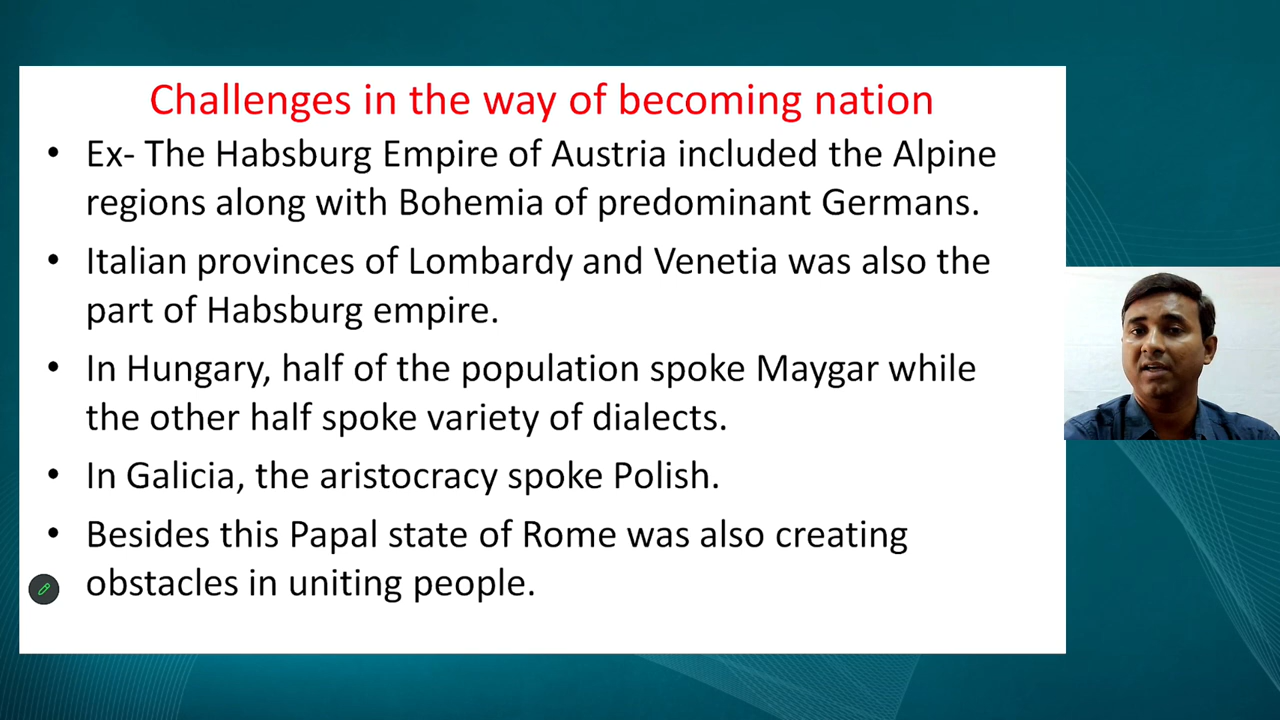 Challenges in the way of becoming nation
• Ex- The Habsburg Empire of Austria included the Alpine
regions along with Bohemia of predominant Germans.
• Italian provinces of Lombardy and Venetia was also the
part of Habsburg empire.
• In Hungary, half of the population spoke Maygar while
the other half spoke variety of dialects.
• In Galicia, the aristocracy spoke Polish.
• Besides this Papal state of Rome was also creating
obstacles in uniting people.